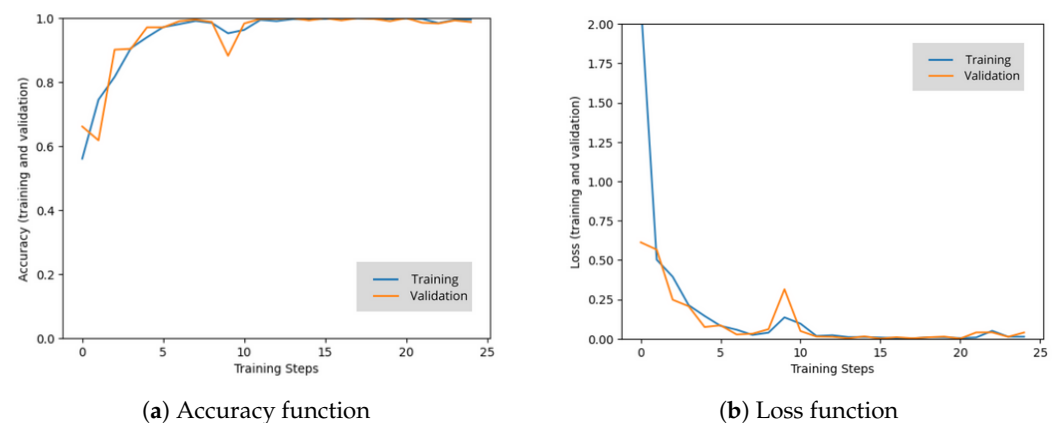 1.0
0.8
0.6
0.4
0.2
0.0
Accuracy (training and validation)
Training
Validation
0 5 10 15 20 25
Training Steps
(a) Accuracy function
2.00
1.75
1.50
1.25
1.00
0.75
0.50
0.25
0.00
Loss (training and validation)
Training
Validation
0 5 10 15 20 25
Training Steps
(b) Loss function